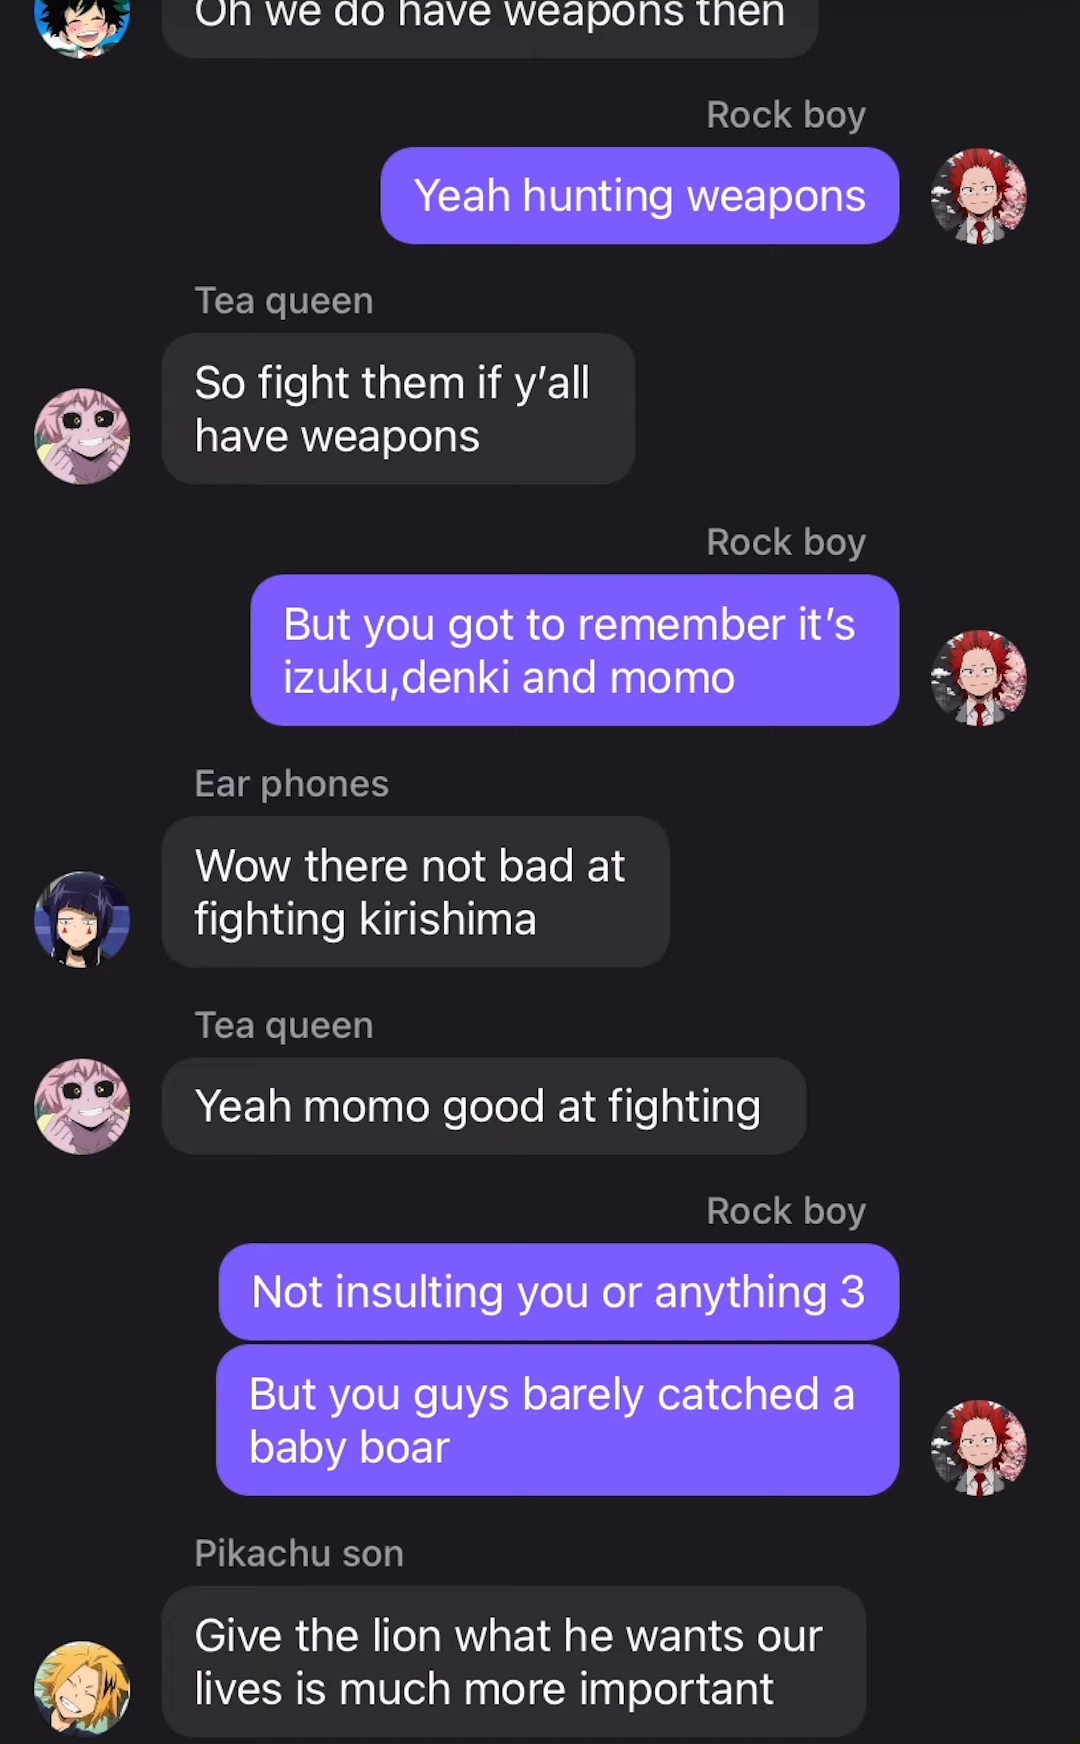 Oh we do have weapons then
Rock boy
Yeah hunting weapons
Tea queen
So fight them if y’all
have weapons
Rock boy
But you got to remember it’s
izuku,denki and momo
Ear phones
Wow there not bad at
fighting kirishima
Tea queen
Yeah momo good at fighting
Rock boy
Not insulting you or anything 3
But you guys barely catched a
baby boar
Pikachu son
Give the lion what he wants our
lives is much more important